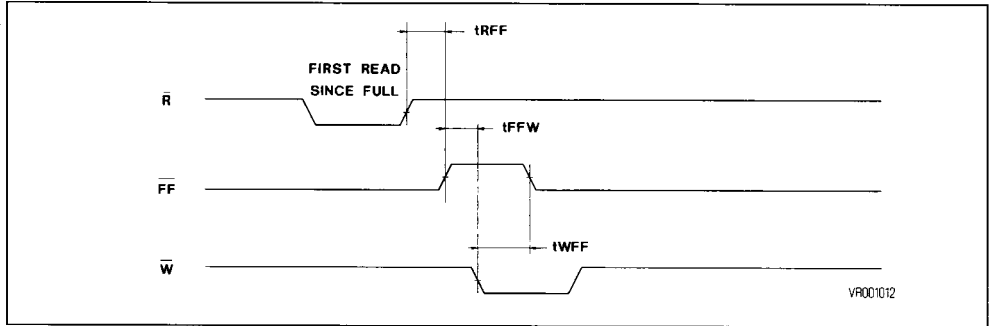 tRFF
FIRST READ
SINCE FULL
R̅
tFFW
F̅F̅
tWFF
W̅
VR001012